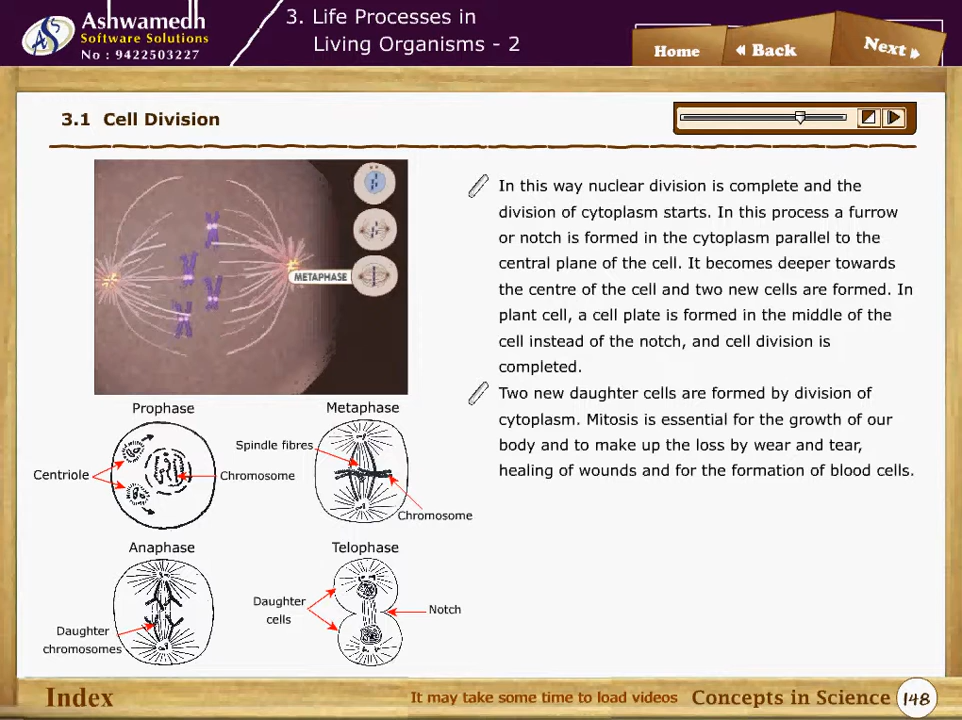 Ashwamedh
Software Solutions
No : 9422503227
3. Life Processes in
Living Organisms - 2
Home
Back
Next
3.1 Cell Division
METAPHASE
In this way nuclear division is complete and the
division of cytoplasm starts. In this process a furrow
or notch is formed in the cytoplasm parallel to the
central plane of the cell. It becomes deeper towards
the centre of the cell and two new cells are formed. In
plant cell, a cell plate is formed in the middle of the
cell instead of the notch, and cell division is
completed.
Two new daughter cells are formed by division of
cytoplasm. Mitosis is essential for the growth of our
body and to make up the loss by wear and tear,
healing of wounds and for the formation of blood cells.
Prophase
Centriole
Chromosome
Metaphase
Spindle fibres
Chromosome
Anaphase
Daughter
chromosomes
Telophase
Daughter
cells
Notch
Index
It may take some time to load videos
Concepts in Science
148